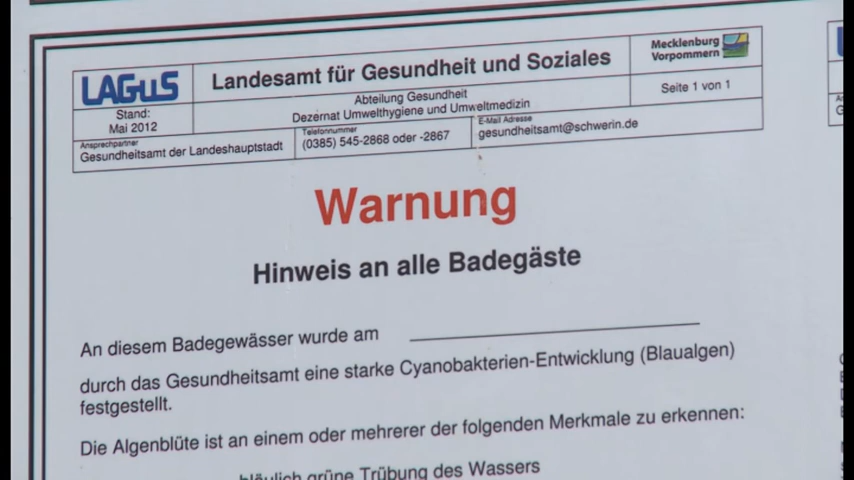 LAGuS
Landesamt für Gesundheit und Soziales
Mecklenburg
Vorpommern
Stand:
Mai 2012
Abteilung Gesundheit
Dezernat Umwelthygiene und Umweltmedizin
Seite 1 von 1
Ansprechpartner
Gesundheitsamt der Landeshauptstadt
Telefonnummer
(0385) 545-2868 oder -2867
E-Mail Adresse
gesundheitsamt@schwerin.de
Warnung
Hinweis an alle Badegäste
An diesem Badegewässer wurde am
durch das Gesundheitsamt eine starke Cyanobakterien-Entwicklung (Blaualgen)
festgestellt.
Die Algenblüte ist an einem oder mehrerer der folgenden Merkmale zu erkennen:
bläulich grüne Trübung des Wassers